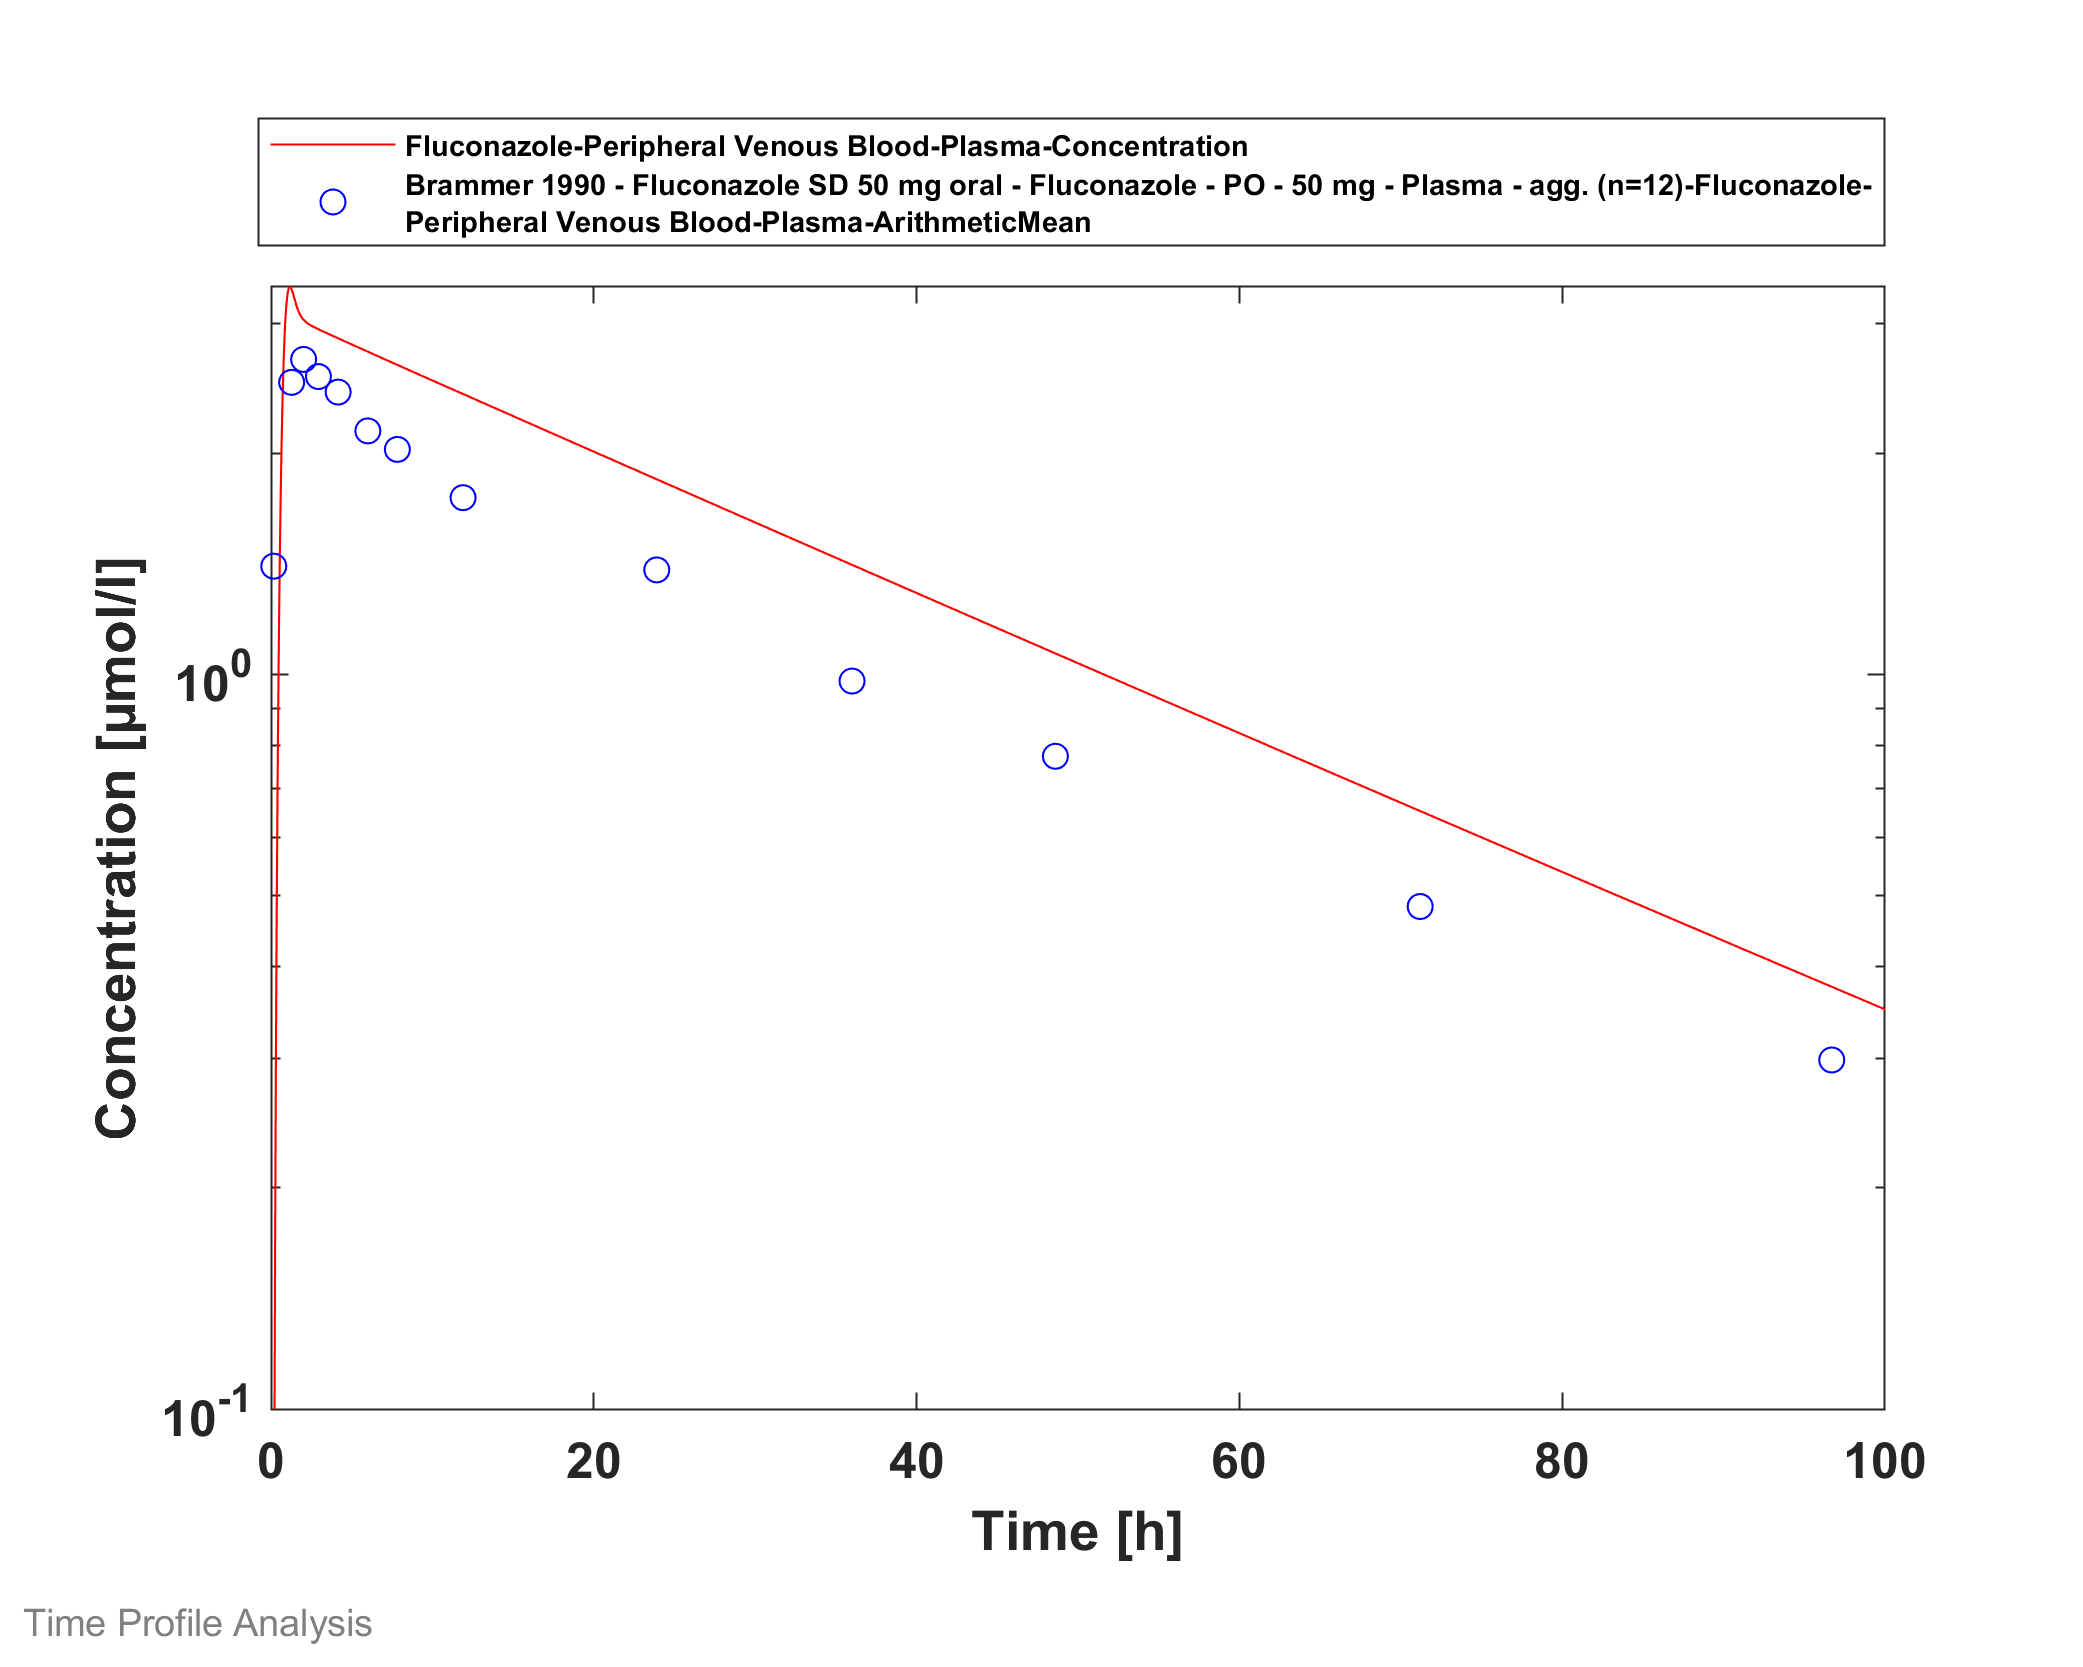 Fluconazole-Peripheral Venous Blood-Plasma-Concentration
Brammer 1990 - Fluconazole SD 50 mg oral - Fluconazole - PO - 50 mg - Plasma - agg. (n=12)-Fluconazole-
Peripheral Venous Blood-Plasma-ArithmeticMean
Concentration [µmol/l]
10^0
10^-1
0 20 40 60 80 100
Time [h]
Time Profile Analysis